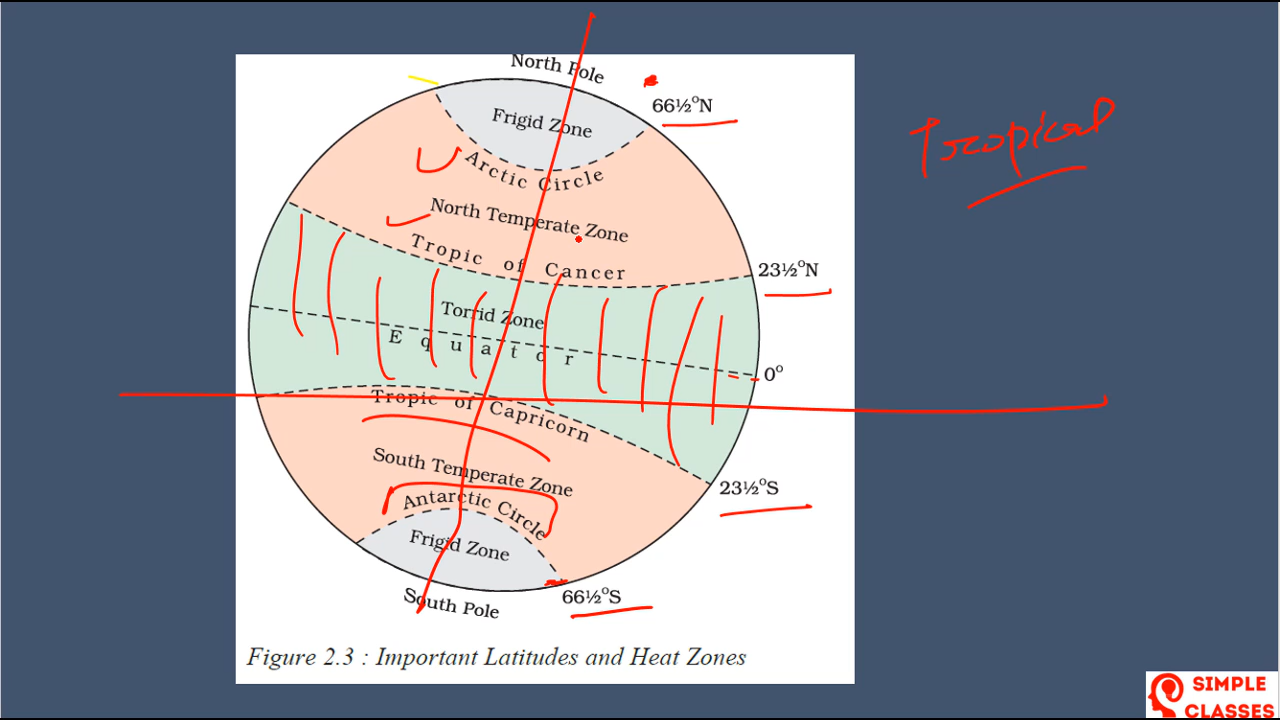 North Pole
66½°N
Tropical
Frigid Zone
Arctic Circle
North Temperate Zone
Tropic of Cancer
23½°N
Torrid Zone
Equator
0°
Tropic of Capricorn
South Temperate Zone
23½°S
Antarctic Circle
Frigid Zone
66½°S
South Pole
Figure 2.3 : Important Latitudes and Heat Zones
SIMPLE
CLASSES